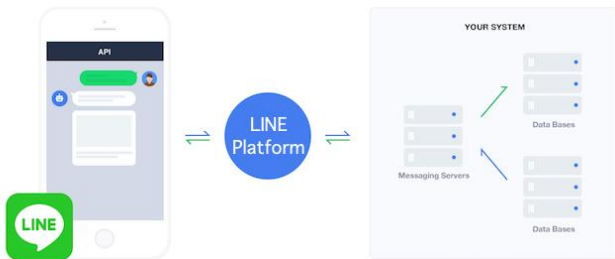 API
LINE
LINE
Platform
YOUR SYSTEM
Messaging Servers
Data Bases
Data Bases